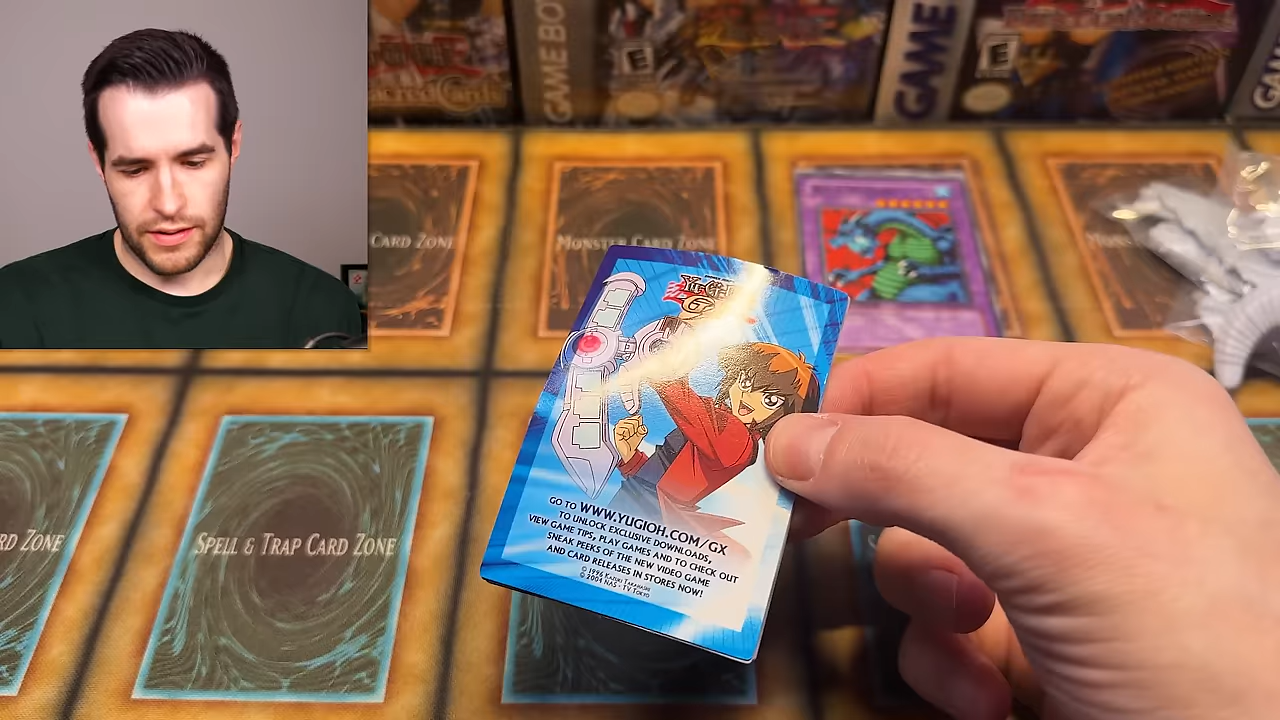 GAME BOY
GAME
E
E
GAME
CARD ZONE
MONSTER CARD ZONE
YU-GI-OH!
GX
GO TO WWW.YUGIOH.COM/GX
TO UNLOCK EXCLUSIVE DOWNLOADS,
VIEW GAME TIPS, PLAY GAMES AND TO CHECK OUT
SNEAK PEEKS OF THE NEW VIDEO GAME
AND CARD RELEASES IN STORES NOW!
© 1996 KAZUKI TAKAHASHI
© 2004 NAS • TV TOKYO
RD ZONE
SPELL & TRAP CARD ZONE